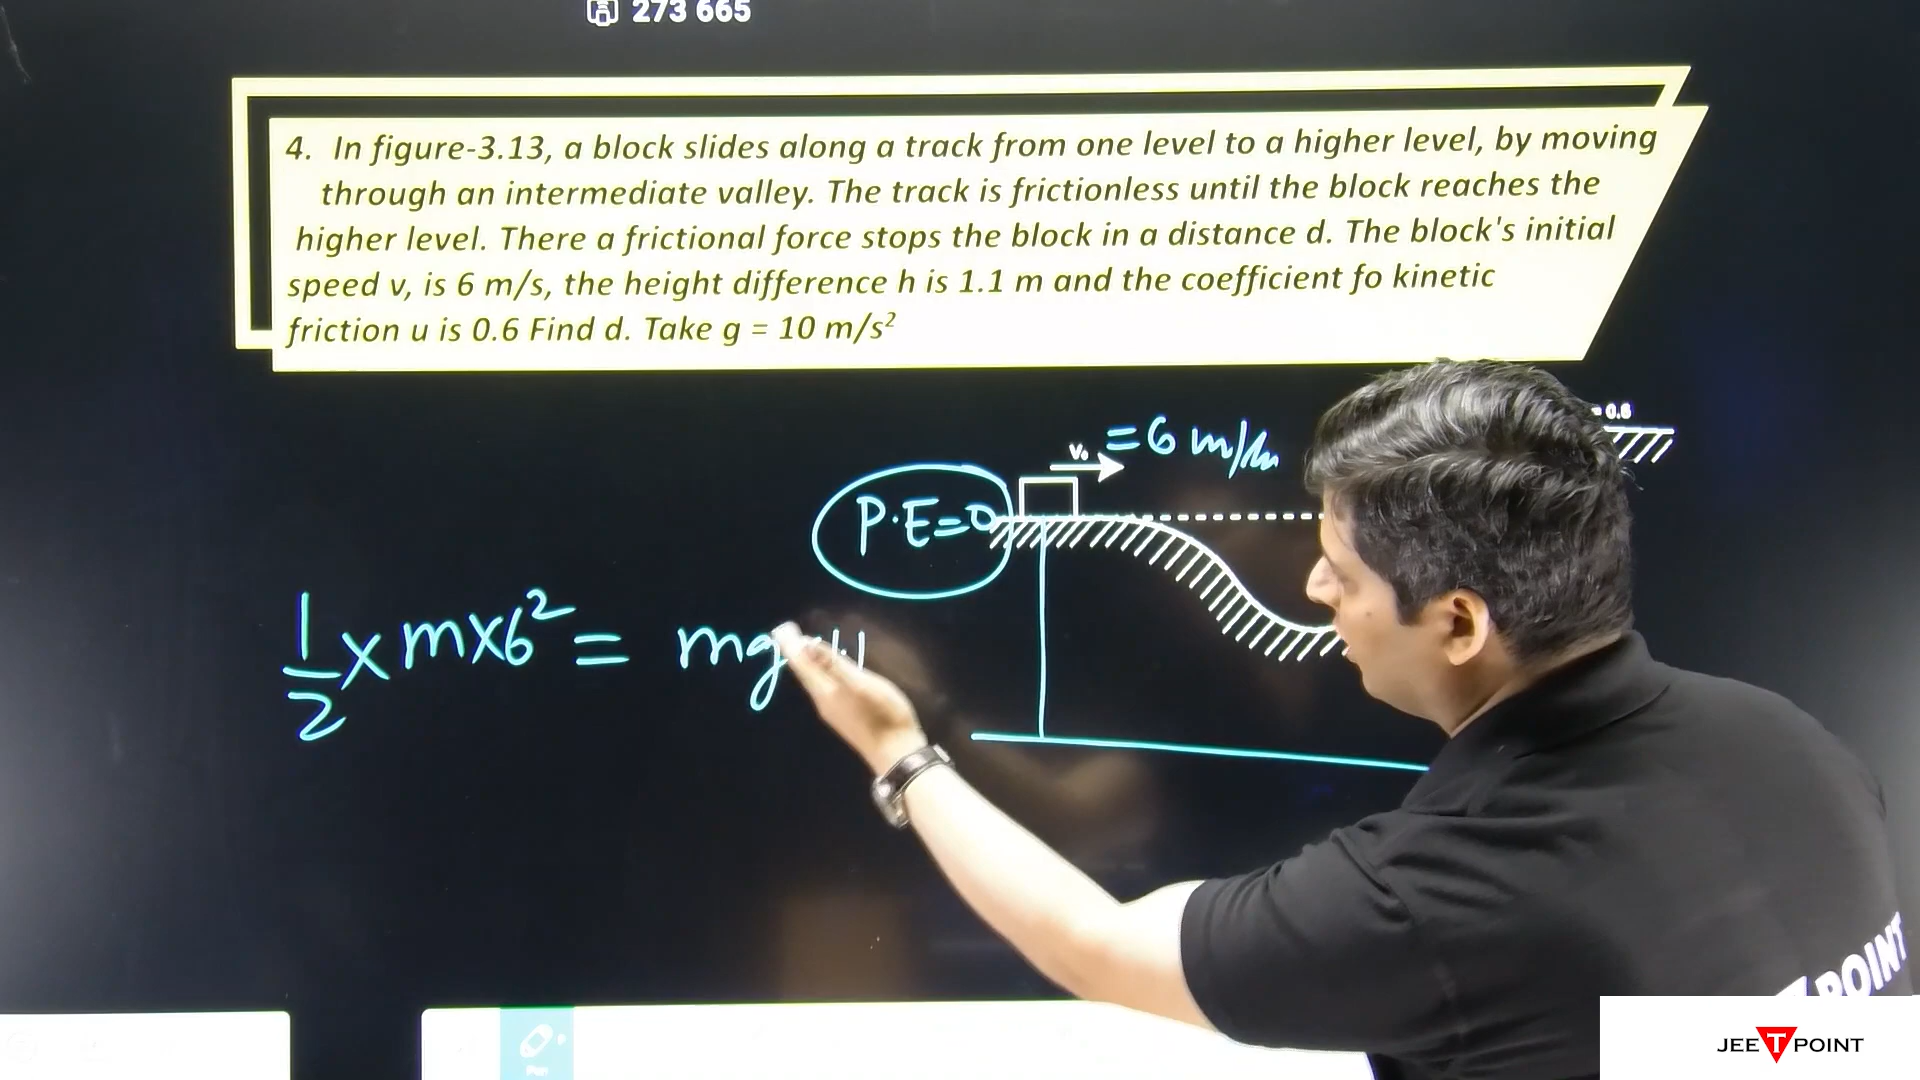 273 665
4. In figure-3.13, a block slides along a track from one level to a higher level, by moving
through an intermediate valley. The track is frictionless until the block reaches the
higher level. There a frictional force stops the block in a distance d. The block's initial
speed v, is 6 m/s, the height difference h is 1.1 m and the coefficient fo kinetic
friction u is 0.6 Find d. Take g = 10 m/s²
= 0.6
v₀ = 6 m/s
P.E=0
1/2 × m×6² = mg
Pen
POINT
JEE T POINT